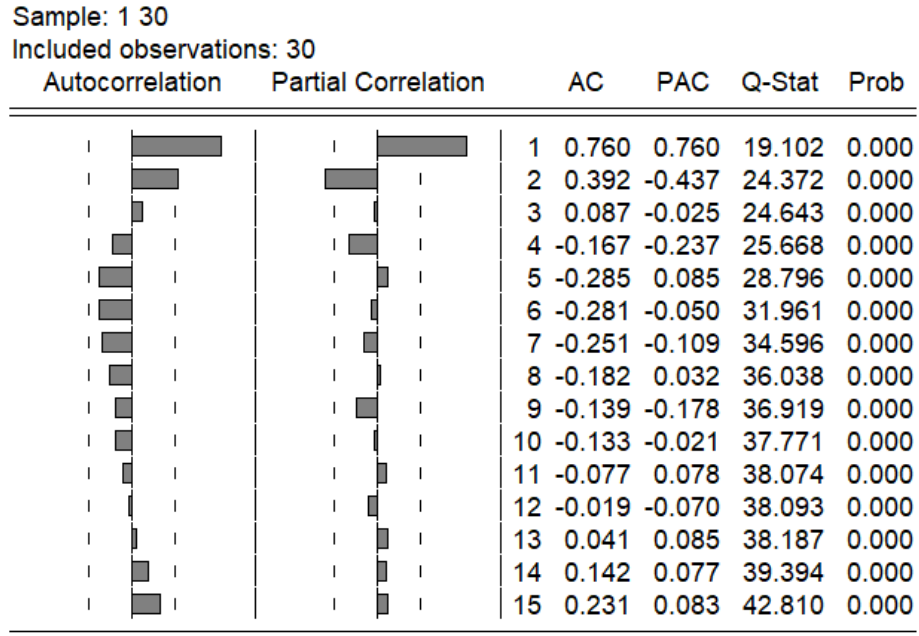 Sample: 1 30
Included observations: 30
Autocorrelation Partial Correlation AC PAC Q-Stat Prob
1 0.760 0.760 19.102 0.000
2 0.392 -0.437 24.372 0.000
3 0.087 -0.025 24.643 0.000
4 -0.167 -0.237 25.668 0.000
5 -0.285 0.085 28.796 0.000
6 -0.281 -0.050 31.961 0.000
7 -0.251 -0.109 34.596 0.000
8 -0.182 0.032 36.038 0.000
9 -0.139 -0.178 36.919 0.000
10 -0.133 -0.021 37.771 0.000
11 -0.077 0.078 38.074 0.000
12 -0.019 -0.070 38.093 0.000
13 0.041 0.085 38.187 0.000
14 0.142 0.077 39.394 0.000
15 0.231 0.083 42.810 0.000